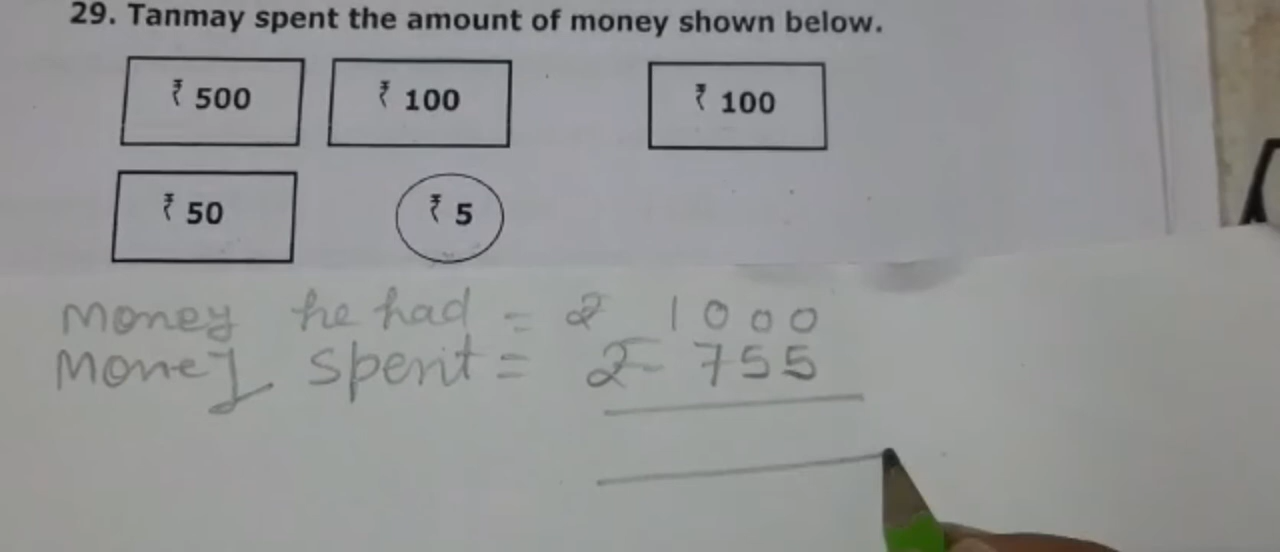 29. Tanmay spent the amount of money shown below.
₹ 500 ₹ 100 ₹ 100
₹ 50 ₹ 5
Money he had = ₹ 1000
Money spent = ₹ - 755